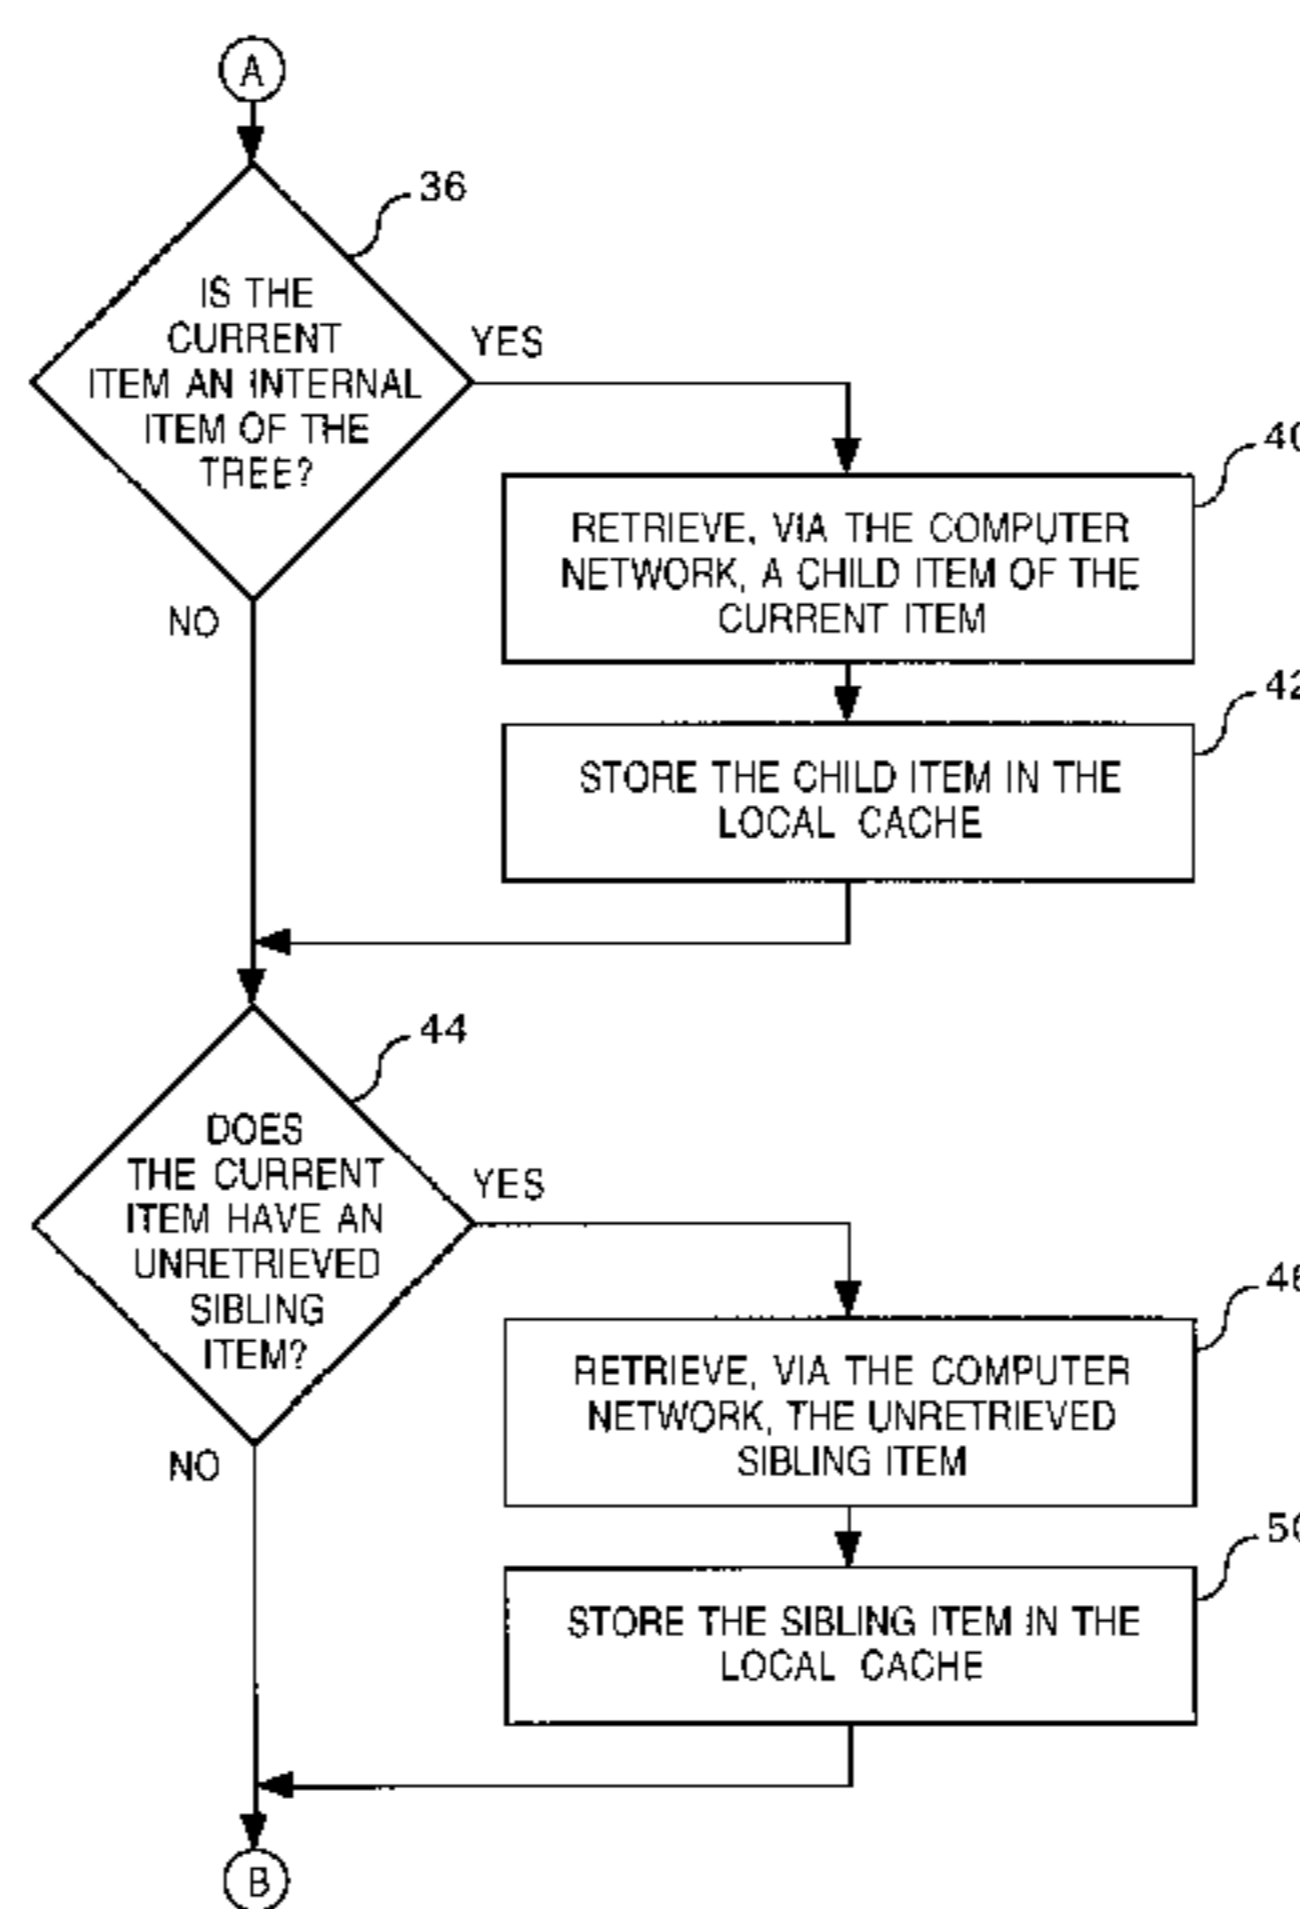 A
36
IS THE
CURRENT
ITEM AN INTERNAL
ITEM OF THE
TREE?
YES
NO
40
RETRIEVE, VIA THE COMPUTER
NETWORK, A CHILD ITEM OF THE
CURRENT ITEM
42
STORE THE CHILD ITEM IN THE
LOCAL CACHE
44
DOES
THE CURRENT
ITEM HAVE AN
UNRETRIEVED
SIBLING
ITEM?
YES
NO
RETRIEVE, VIA THE COMPUTER
NETWORK, THE UNRETRIEVED
SIBLING ITEM
50
STORE THE SIBLING ITEM IN THE
LOCAL CACHE
B